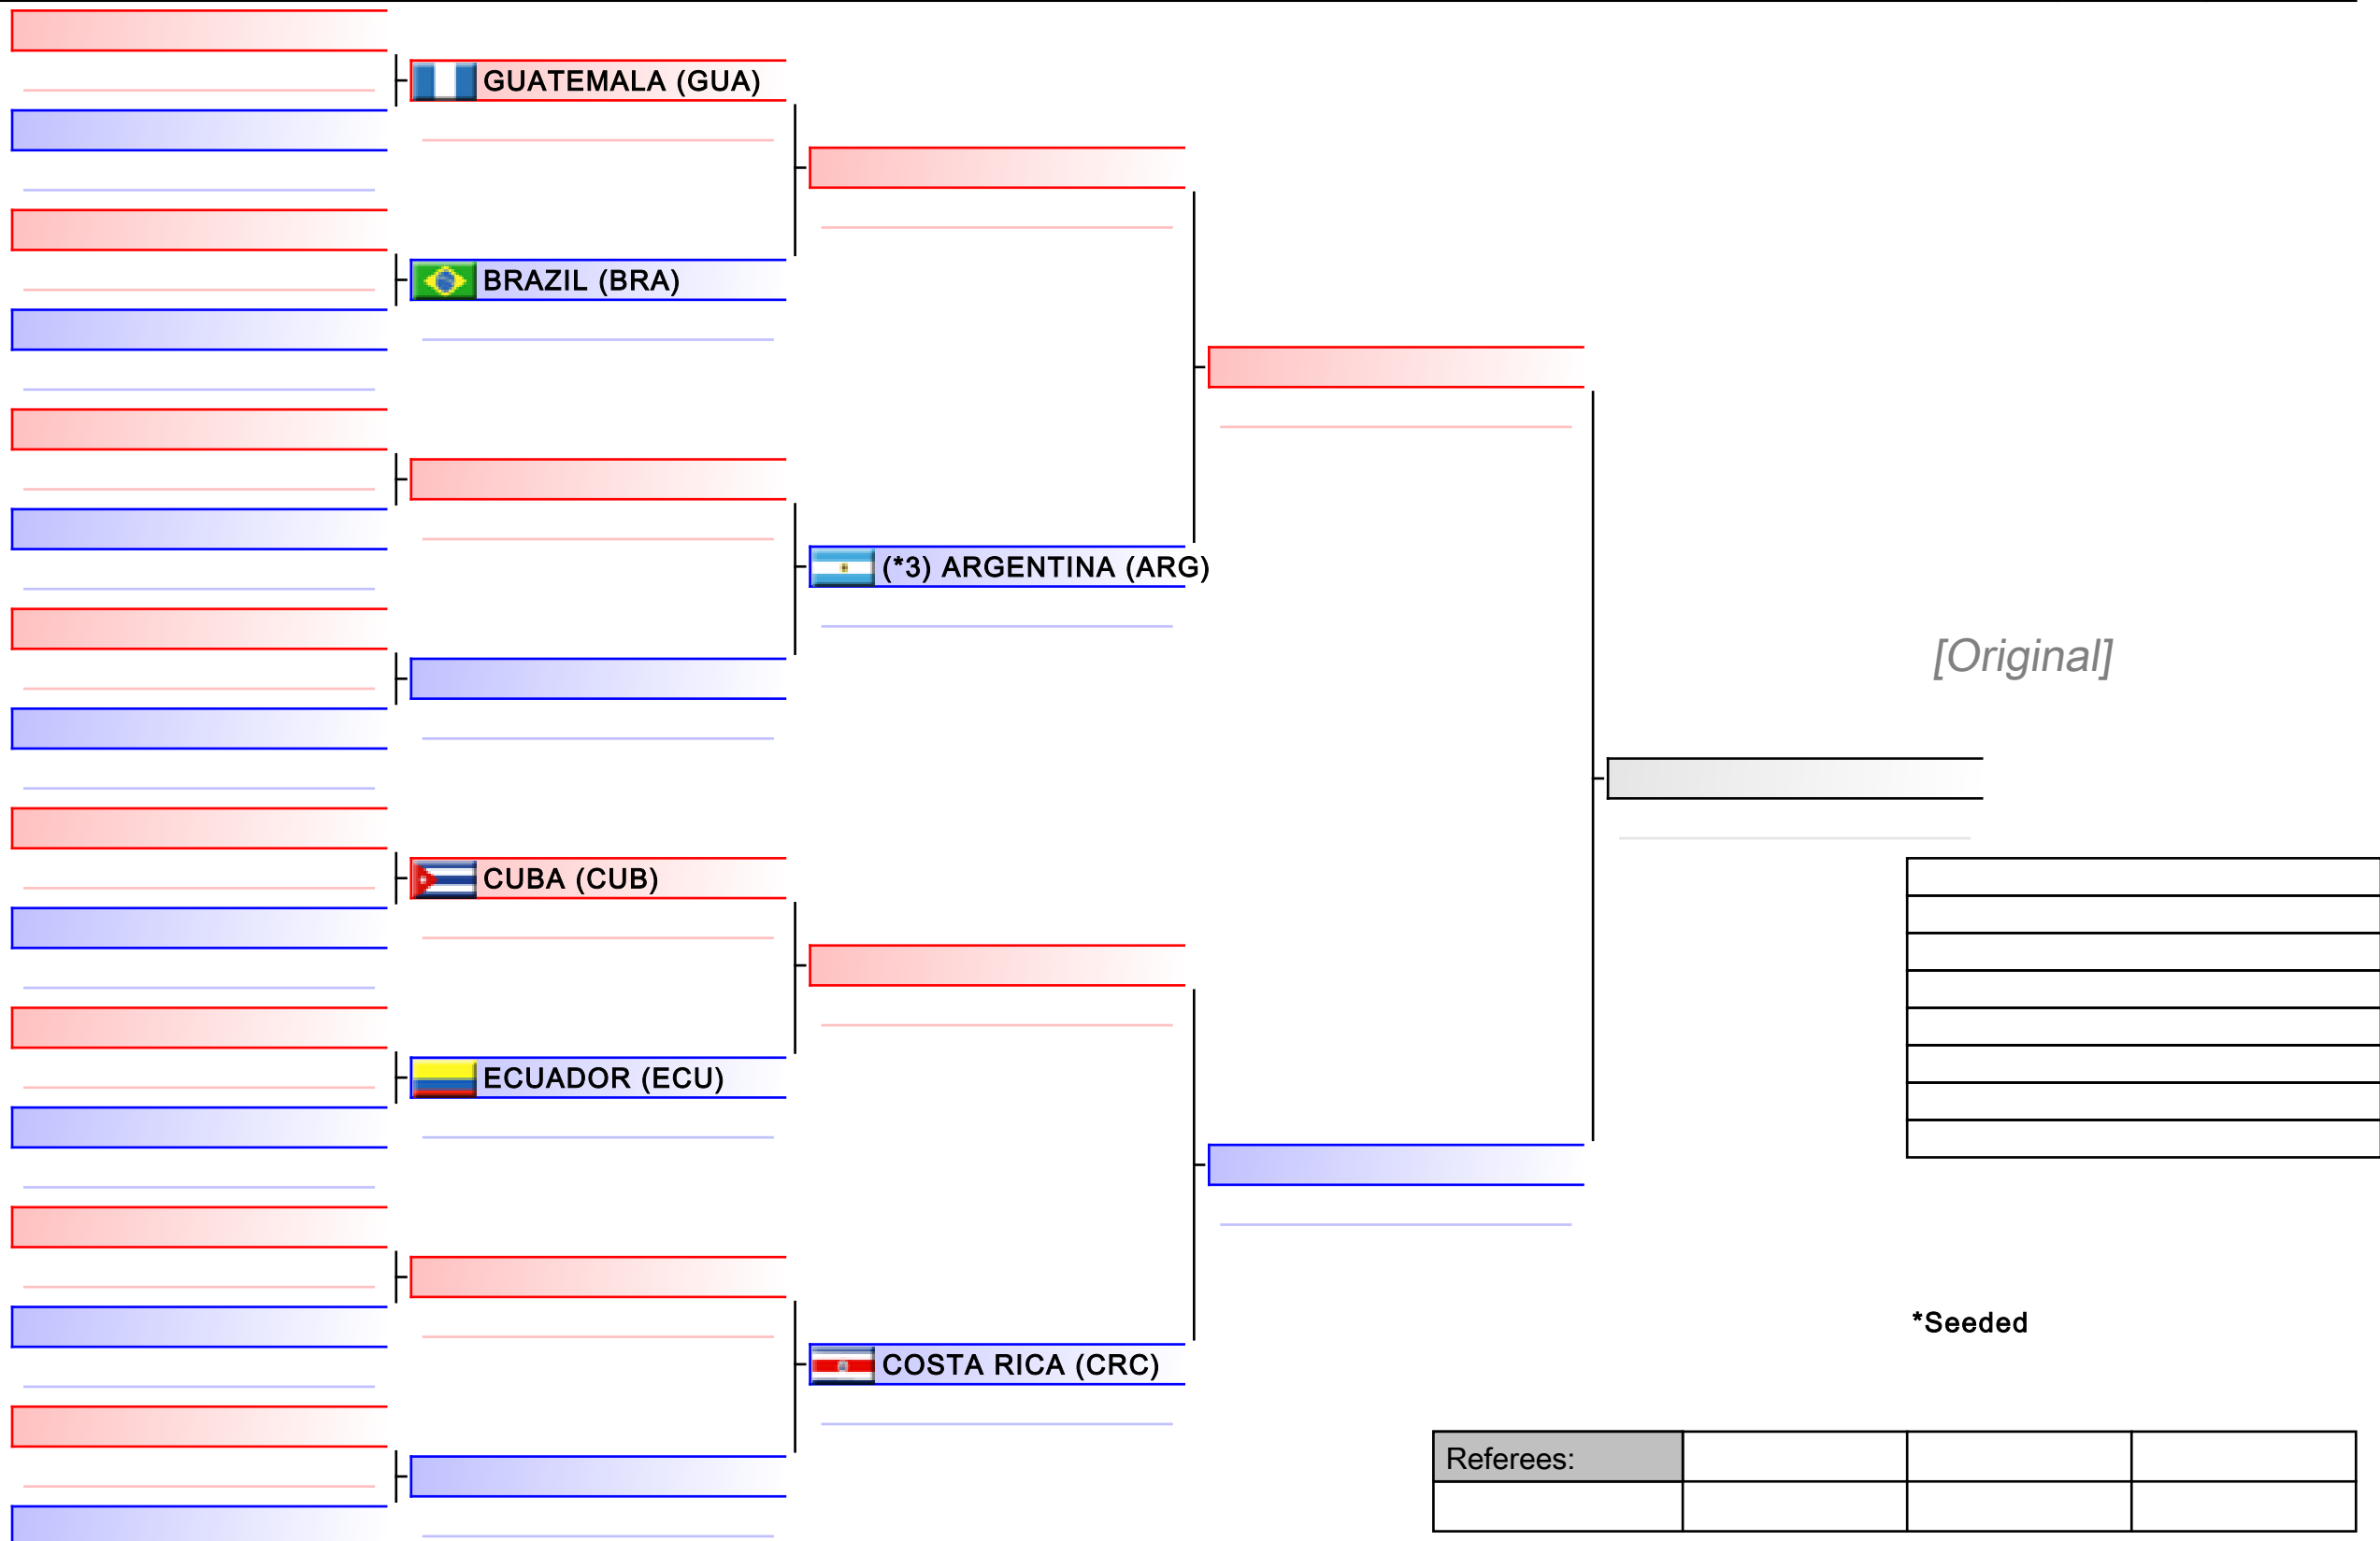 GUATEMALA (GUA)
BRAZIL (BRA)
(*3) ARGENTINA (ARG)
[Original]
CUBA (CUB)
ECUADOR (ECU)
*Seeded
COSTA RICA (CRC)
Referees: